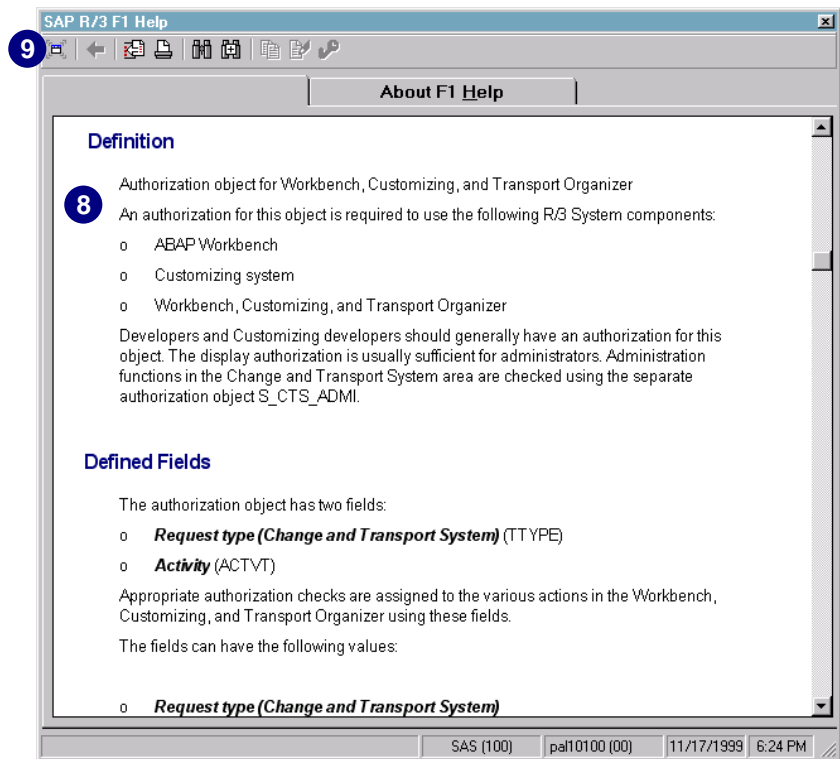 SAP R/3 F1 Help
9
About F1 Help
Definition
Authorization object for Workbench, Customizing, and Transport Organizer
8
An authorization for this object is required to use the following R/3 System components:
o ABAP Workbench
o Customizing system
o Workbench, Customizing, and Transport Organizer
Developers and Customizing developers should generally have an authorization for this
object. The display authorization is usually sufficient for administrators. Administration
functions in the Change and Transport System area are checked using the separate
authorization object S_CTS_ADMI.
Defined Fields
The authorization object has two fields:
o Request type (Change and Transport System) (TTYPE)
o Activity (ACTVT)
Appropriate authorization checks are assigned to the various actions in the Workbench,
Customizing, and Transport Organizer using these fields.
The fields can have the following values:
o Request type (Change and Transport System)
SAS (100) pal10100 (00) 11/17/1999 6:24 PM